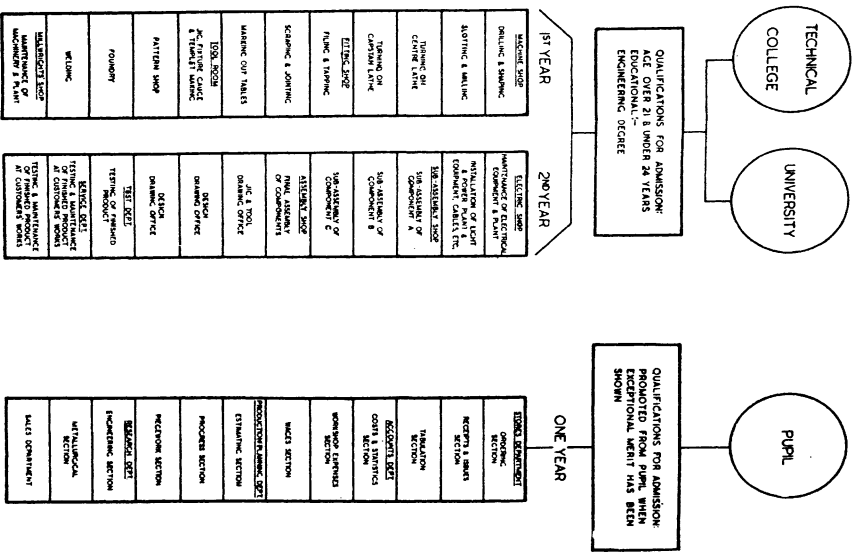 TECHNICAL
COLLEGE
UNIVERSITY
PUPIL
QUALIFICATIONS FOR ADMISSION:
AGE OVER 21 & UNDER 24 YEARS
EDUCATIONAL:-
ENGINEERING DEGREE
QUALIFICATIONS FOR ADMISSION:
PROMOTED FROM PUPIL WHEN
EXCEPTIONAL MERIT HAS BEEN
SHOWN
1ST YEAR
MACHINE SHOP
DRILLING & SHAPING
SLOTTING & MILLING
TURNING ON
CENTRE LATHE
TURNING ON
CAPSTAN LATHE
FITTING SHOP
FILING & TAPPING
SCRAPING & JOINTING
MARKING OUT TABLES
TOOL ROOM
JIG, FIXTURE GAUGE
& TEMPLET MAKING
PATTERN SHOP
FOUNDRY
WELDING
MILLWRIGHTS SHOP
MAINTENANCE OF
MACHINERY & PLANT
2ND YEAR
ELECTRIC SHOP
MAINTENANCE OF ELECTRICAL
EQUIPMENT & PLANT
INSTALLATION OF LIGHT
& POWER PLANT &
EQUIPMENT, CABLES, ETC.
SUB-ASSEMBLY SHOP
SUB-ASSEMBLY OF
COMPONENT A
SUB-ASSEMBLY OF
COMPONENT B
SUB-ASSEMBLY OF
COMPONENT C
ASSEMBLY SHOP
FINAL ASSEMBLY
OF COMPONENTS
JIG & TOOL
DRAWING OFFICE
DESIGN
DRAWING OFFICE
DESIGN
DRAWING OFFICE
TEST DEPT.
TESTING OF FINISHED
PRODUCT
SERVICE DEPT.
TESTING & MAINTENANCE
OF FINISHED PRODUCT
AT CUSTOMERS' WORKS
TESTING & MAINTENANCE
OF FINISHED PRODUCT
AT CUSTOMERS' WORKS
ONE YEAR
STORES DEPARTMENT
ORDERING
SECTION
RECEIPTS & ISSUES
SECTION
TABULATION
SECTION
ACCOUNTS DEPT
COSTS & STATISTICS
SECTION
WORKSHOP EXPENSES
SECTION
WAGES SECTION
PRODUCTION PLANNING DEPT
ESTIMATING SECTION
PROGRESS SECTION
PIECEWORK SECTION
RESEARCH DEPT
ENGINEERING SECTION
METALLURGICAL
SECTION
SALES DEPARTMENT